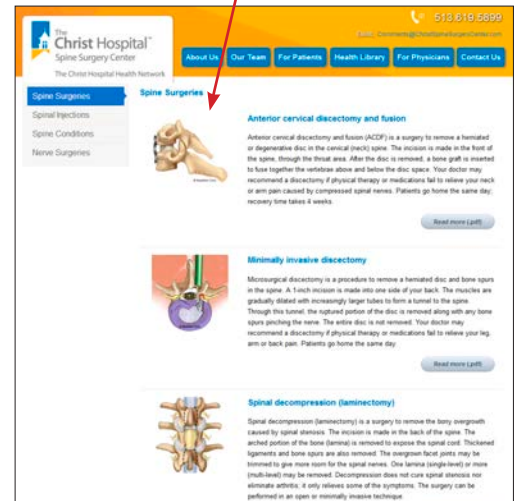 513.619.5899
Email: Comments@ChristSpineSurgeryCenter.com
The
Christ Hospital™
Spine Surgery Center
The Christ Hospital Health Network
About Us
Our Team
For Patients
Health Library
For Physicians
Contact Us
Spine Surgeries
Spinal Injections
Spine Conditions
Nerve Surgeries
Spine Surgeries
Anterior cervical discectomy and fusion
Anterior cervical discectomy and fusion (ACDF) is a surgery to remove a herniated
or degenerative disc in the cervical (neck) spine. The incision is made in the front of
the spine, through the throat area. After the disc is removed, a bone graft is inserted
to fuse together the vertebrae above and below the disc space. Your doctor may
recommend a discectomy if physical therapy or medications fail to relieve your neck
or arm pain caused by compressed spinal nerves. Patients go home the same day;
recovery time takes 4 weeks.
Read more (.pdf)
Minimally invasive discectomy
Microsurgical discectomy is a procedure to remove a herniated disc and bone spurs
in the spine. A 1-inch incision is made into one side of your back. The muscles are
gradually dilated with increasingly larger tubes to form a tunnel to the spine.
Through this tunnel, the ruptured portion of the disc is removed along with any bone
spurs pinching the nerve. The entire disc is not removed. Your doctor may
recommend a discectomy if physical therapy or medications fail to relieve your leg,
arm or back pain. Patients go home the same day.
Read more (.pdf)
Spinal decompression (laminectomy)
Spinal decompression (laminectomy) is a surgery to remove the bony overgrowth
caused by spinal stenosis. The incision is made in the back of the spine. The
arched portion of the bone (lamina) is removed to expose the spinal cord. Thickened
ligaments and bone spurs are also removed. The overgrown facet joints may be
trimmed to give more room for the spinal nerves. One lamina (single-level) or more
(multi-level) may be removed. Decompression does not cure spinal stenosis nor
eliminate arthritis; it only relieves some of the symptoms. The surgery can be
performed in an open or minimally invasive technique.